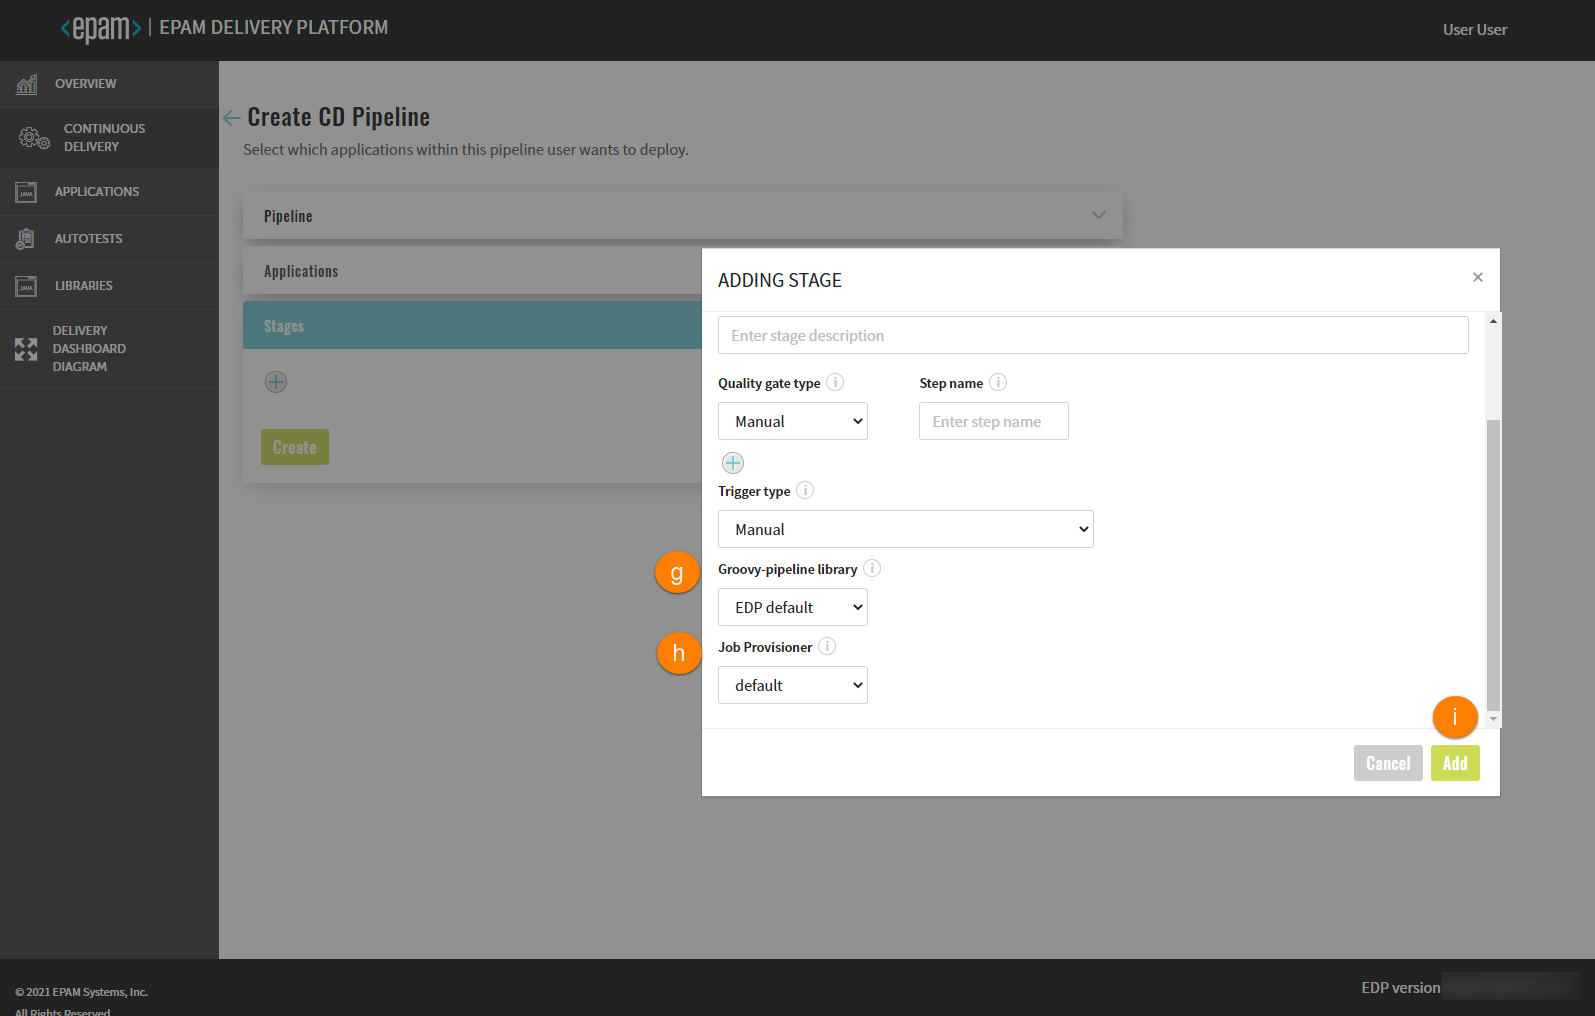 <epam> | EPAM DELIVERY PLATFORM
User User
OVERVIEW
CONTINUOUS
DELIVERY
APPLICATIONS
AUTOTESTS
LIBRARIES
DELIVERY
DASHBOARD
DIAGRAM
JAVA
JAVA
Create CD Pipeline
Select which applications within this pipeline user wants to deploy.
Pipeline
Applications
Stages
Create
ADDING STAGE
×
Enter stage description
Quality gate type i
Step name i
Manual
Enter step name
Trigger type i
Manual
g
Groovy-pipeline library i
EDP default
h
Job Provisioner i
default
i
Cancel
Add
© 2021 EPAM Systems, Inc.
All Rights Reserved
EDP version